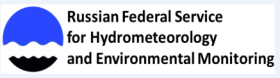 Russian Federal Service
for Hydrometeorology
and Environmental Monitoring